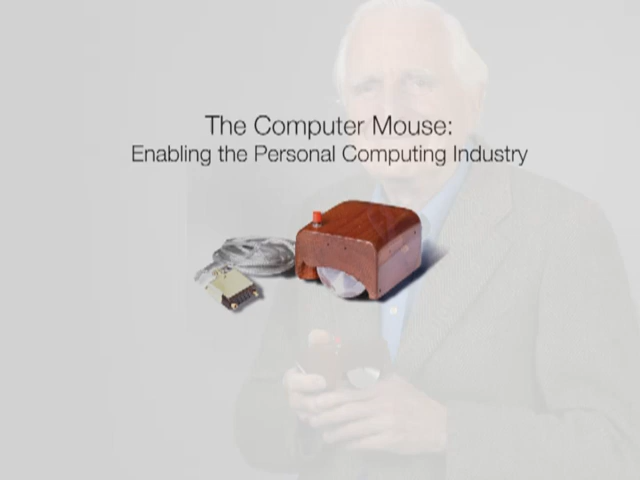 The Computer Mouse:
Enabling the Personal Computing Industry